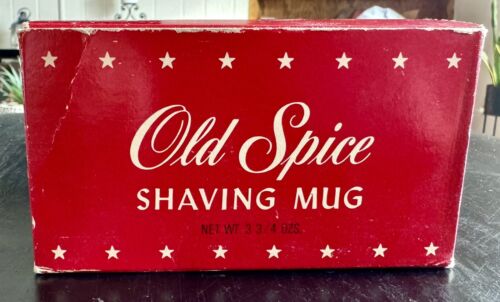 Old Spice
SHAVING MUG
NET WT. 3 3/4 OZS.